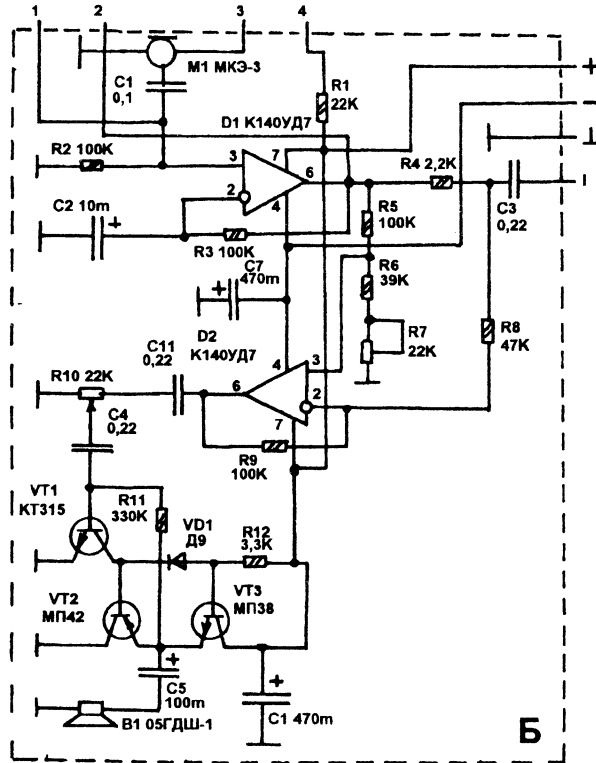 1 2 3 4
M1 МКЭ-3
C1
0,1
R1
22K
+
−
⊥
D1 К140УД7
R2 100K
3 7 6
2 4
R4 2,2K
C3
0,22
C2 10m +
R3 100K
R5
100K
C7
470m
+
R6
39K
R7
22K
R8
47K
D2
К140УД7
C11
0,22
4 3
6 2
7
R10 22K
C4
0,22
R9
100K
VT1
КТ315
R11
330K
VD1
Д9
R12
3,3K
VT2
МП42
VT3
МП38
+
C5
100m
+
C1 470m
B1 05ГДШ-1
Б